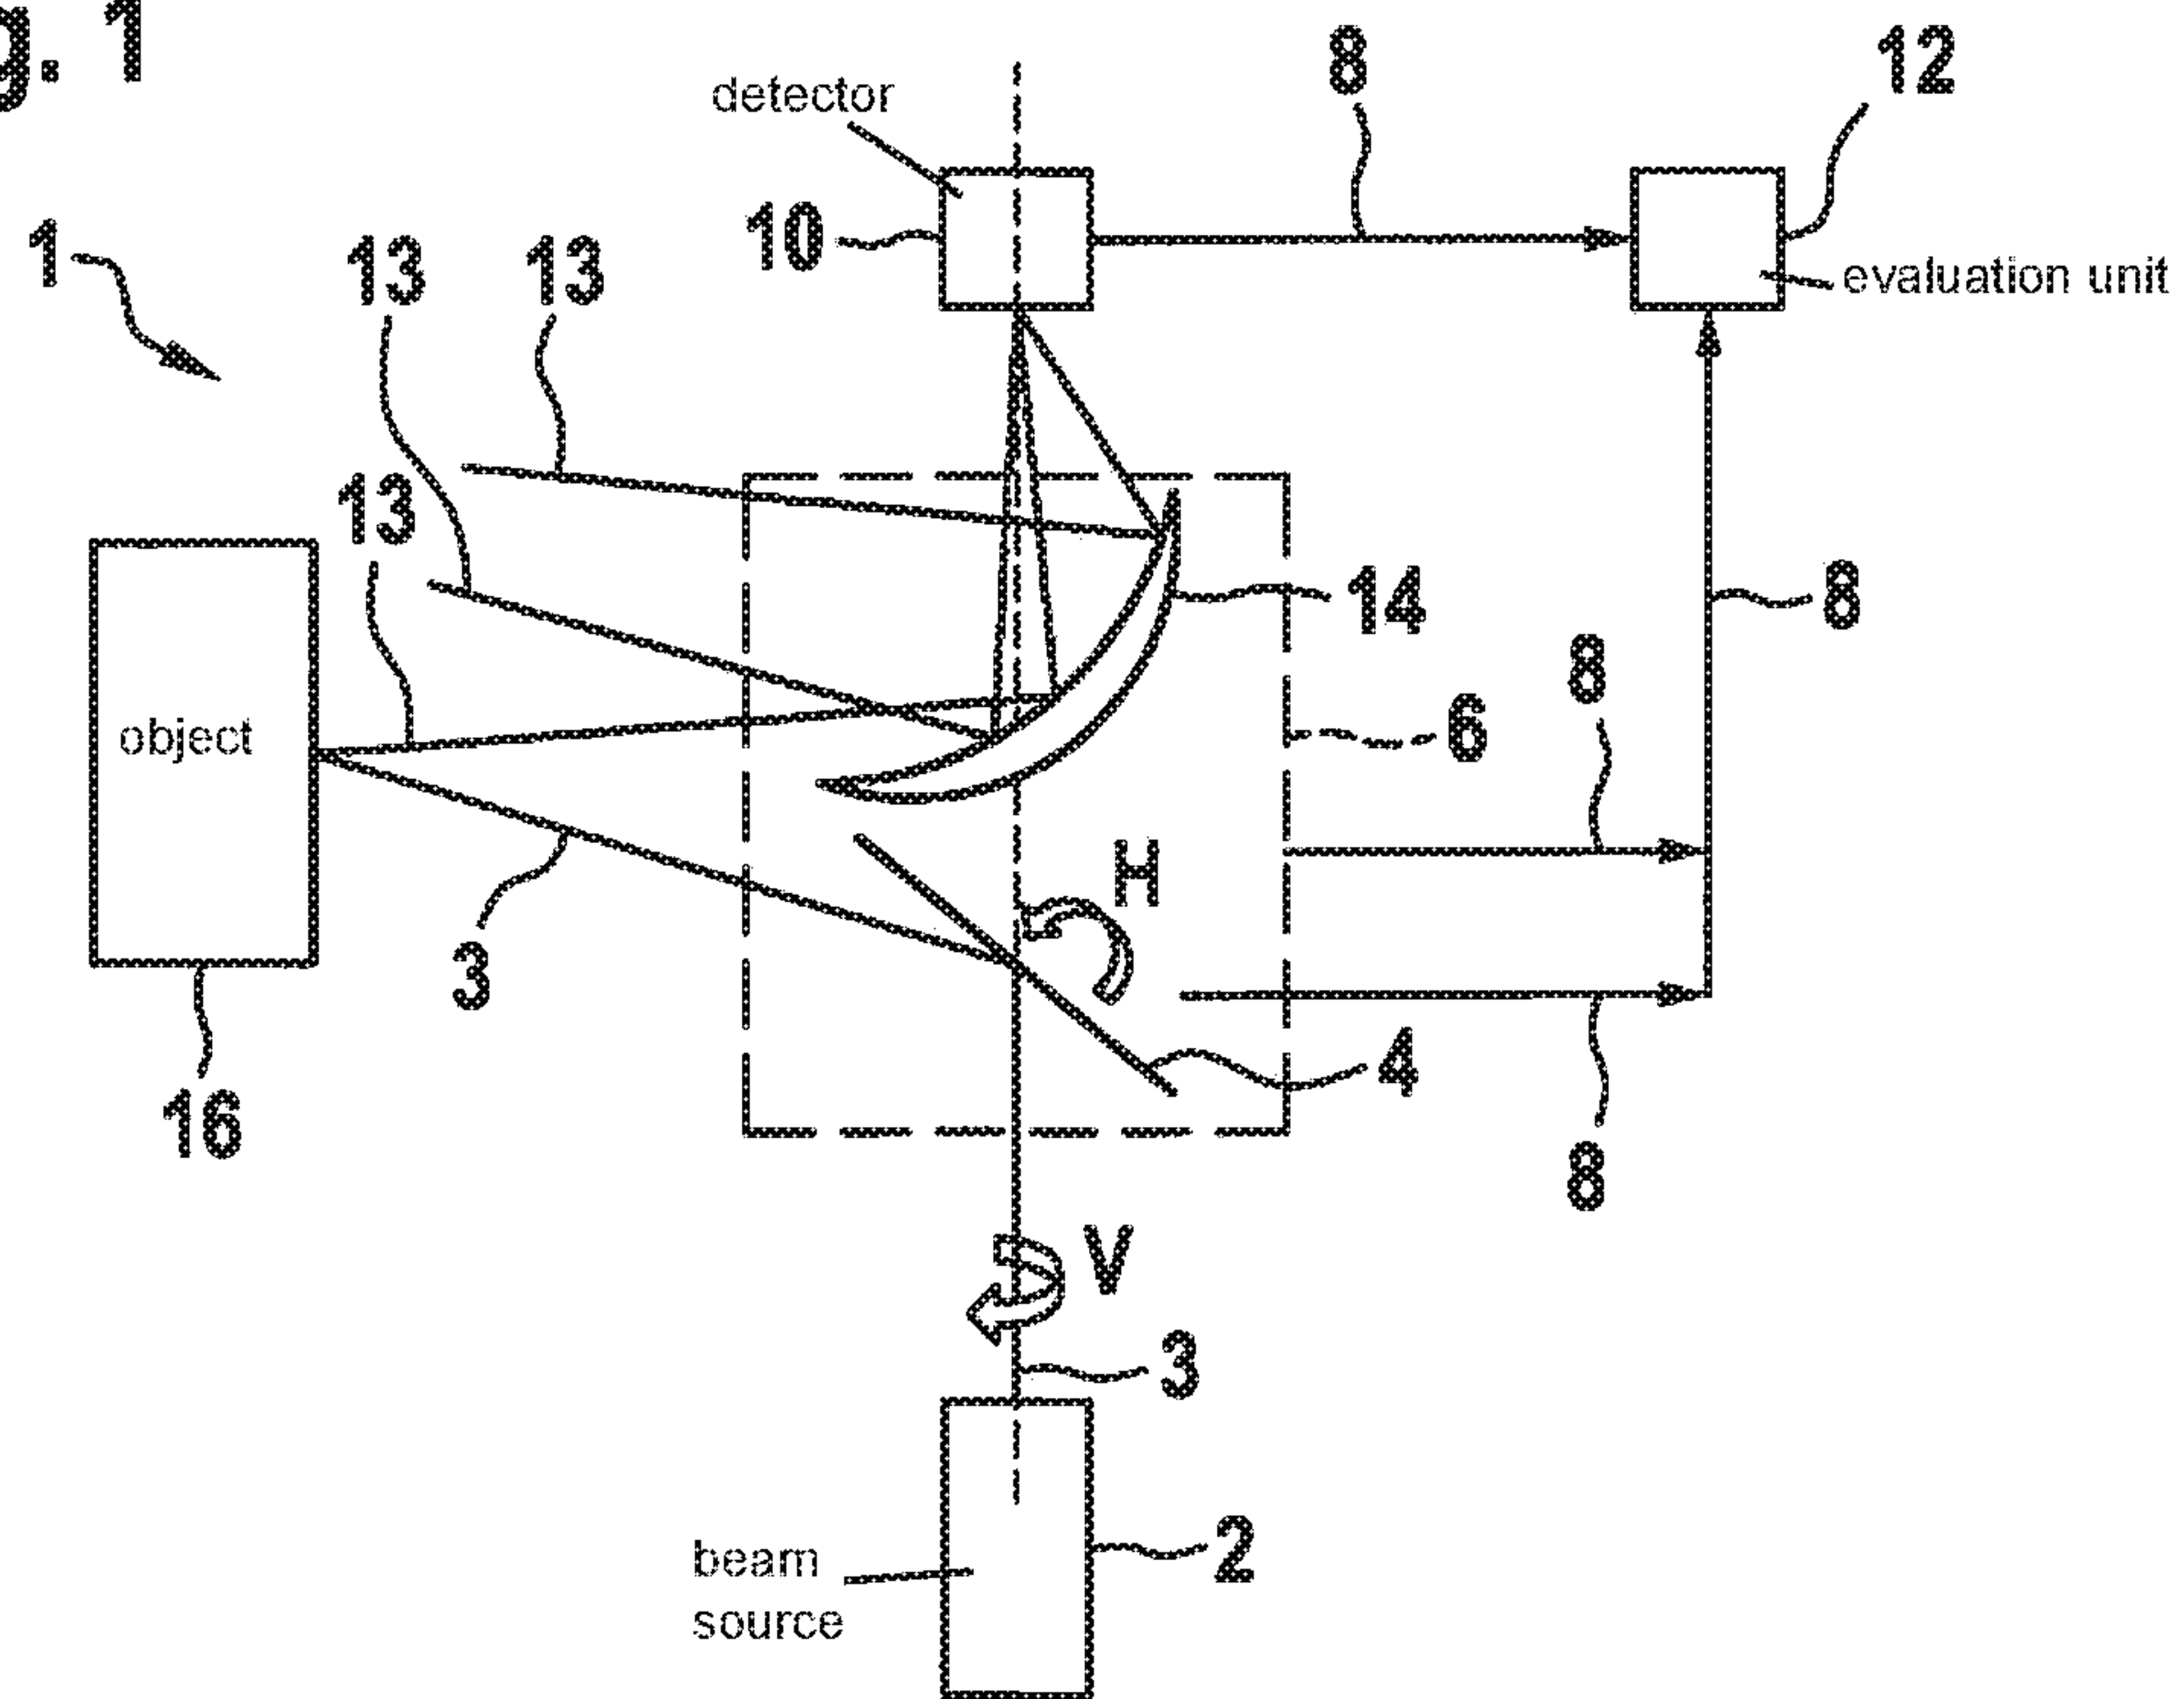 g. 1
detector
8
12
10
1
13
13
evaluation unit
13
14
8
8
6
object
H
3
4
16
8
V
3
beam
source
2